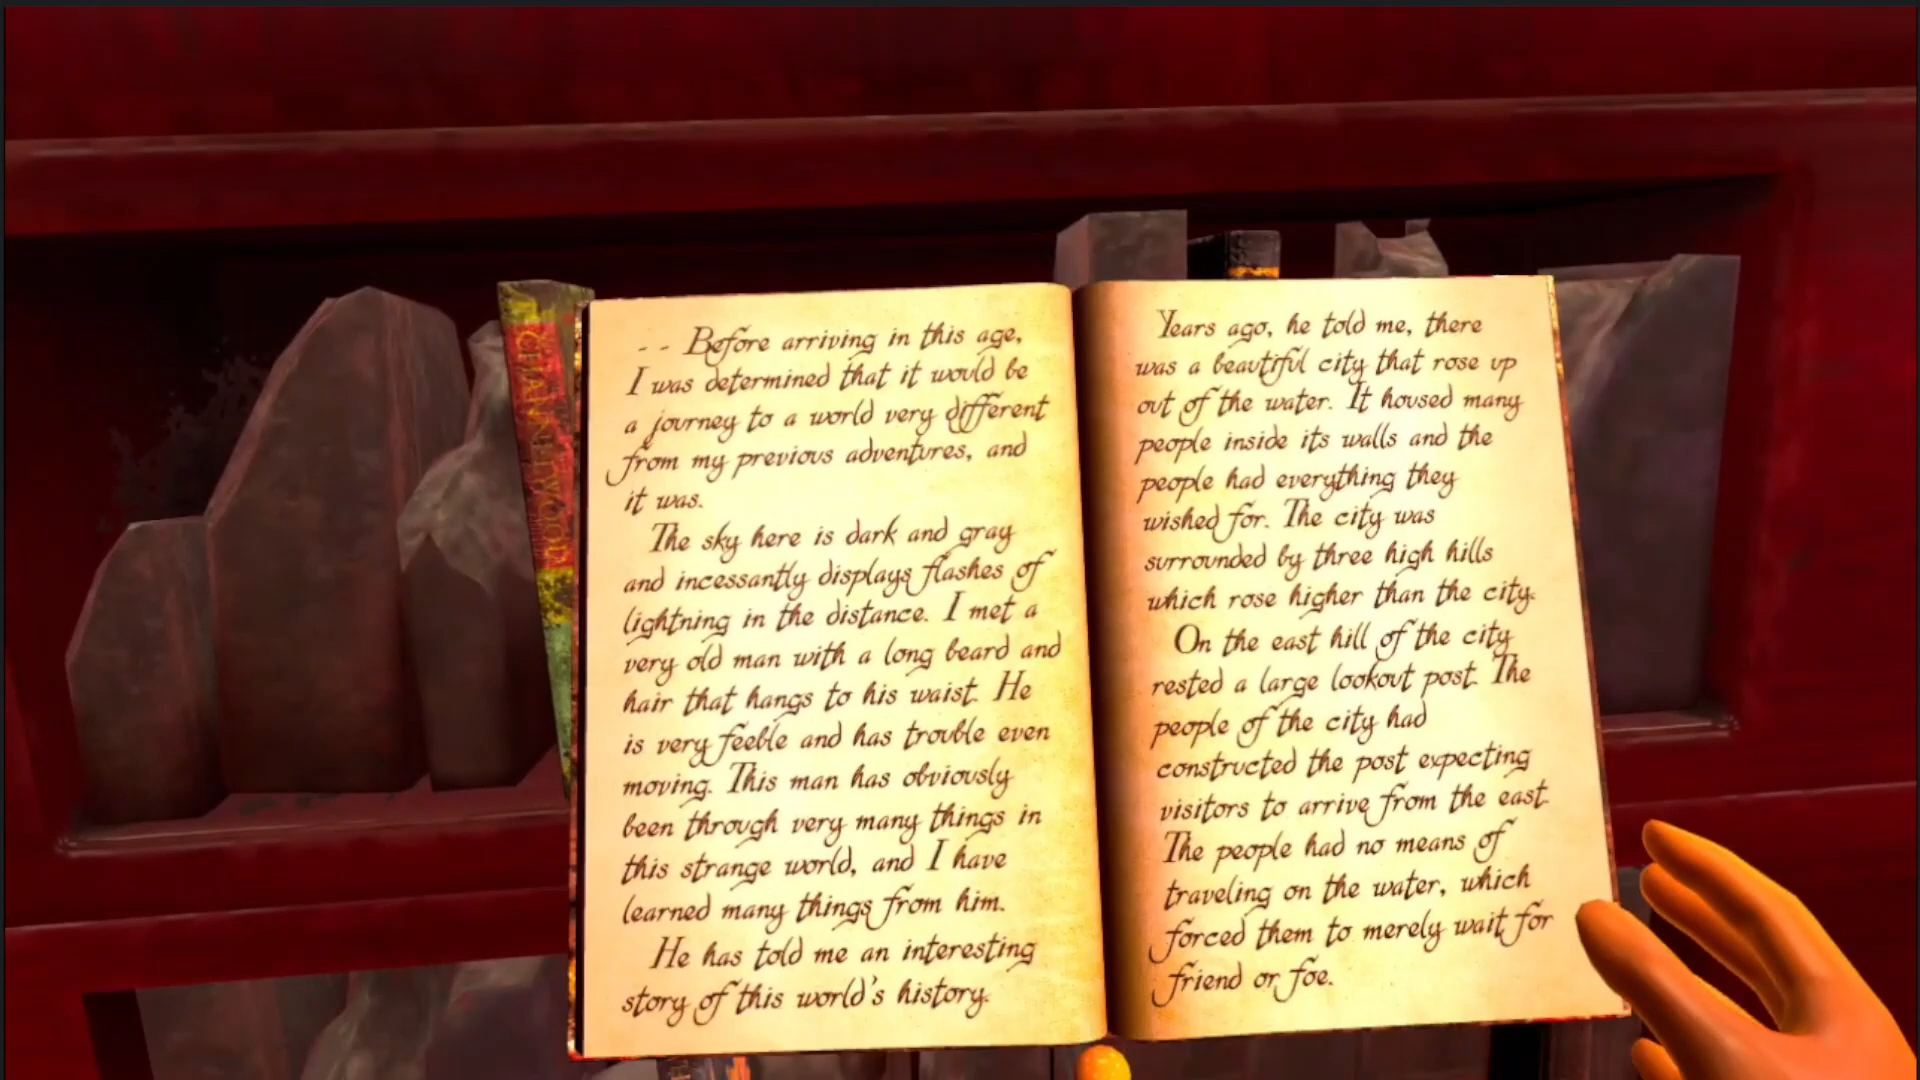 CHANNELWOOD
- - Before arriving in this age,
I was determined that it would be
a journey to a world very different
from my previous adventures, and
it was.
The sky here is dark and gray
and incessantly displays flashes of
lightning in the distance. I met a
very old man with a long beard and
hair that hangs to his waist. He
is very feeble and has trouble even
moving. This man has obviously
been through very many things in
this strange world, and I have
learned many things from him.
He has told me an interesting
story of this world's history.
Years ago, he told me, there
was a beautiful city that rose up
out of the water. It housed many
people inside its walls and the
people had everything they
wished for. The city was
surrounded by three high hills
which rose higher than the city.
On the east hill of the city
rested a large lookout post. The
people of the city had
constructed the post expecting
visitors to arrive from the east.
The people had no means of
traveling on the water, which
forced them to merely wait for
friend or foe.